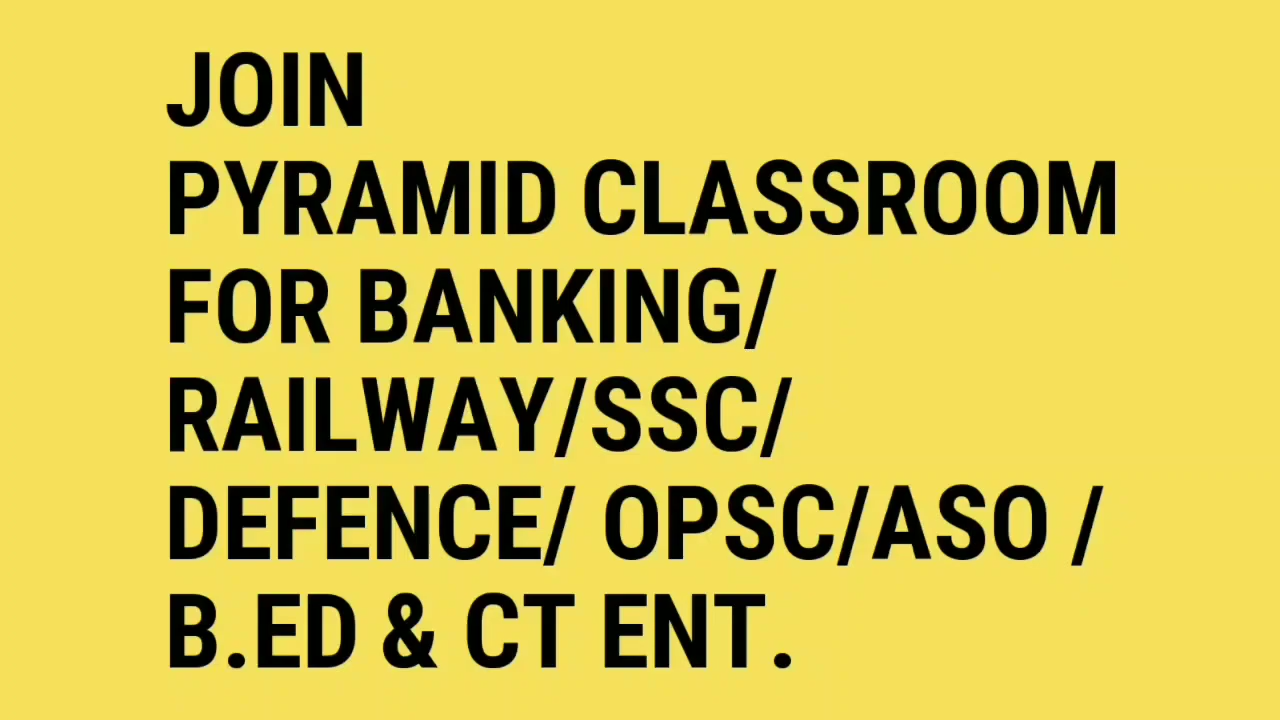 JOIN
PYRAMID CLASSROOM
FOR BANKING/
RAILWAY/SSC/
DEFENCE/ OPSC/ASO /
B.ED & CT ENT.